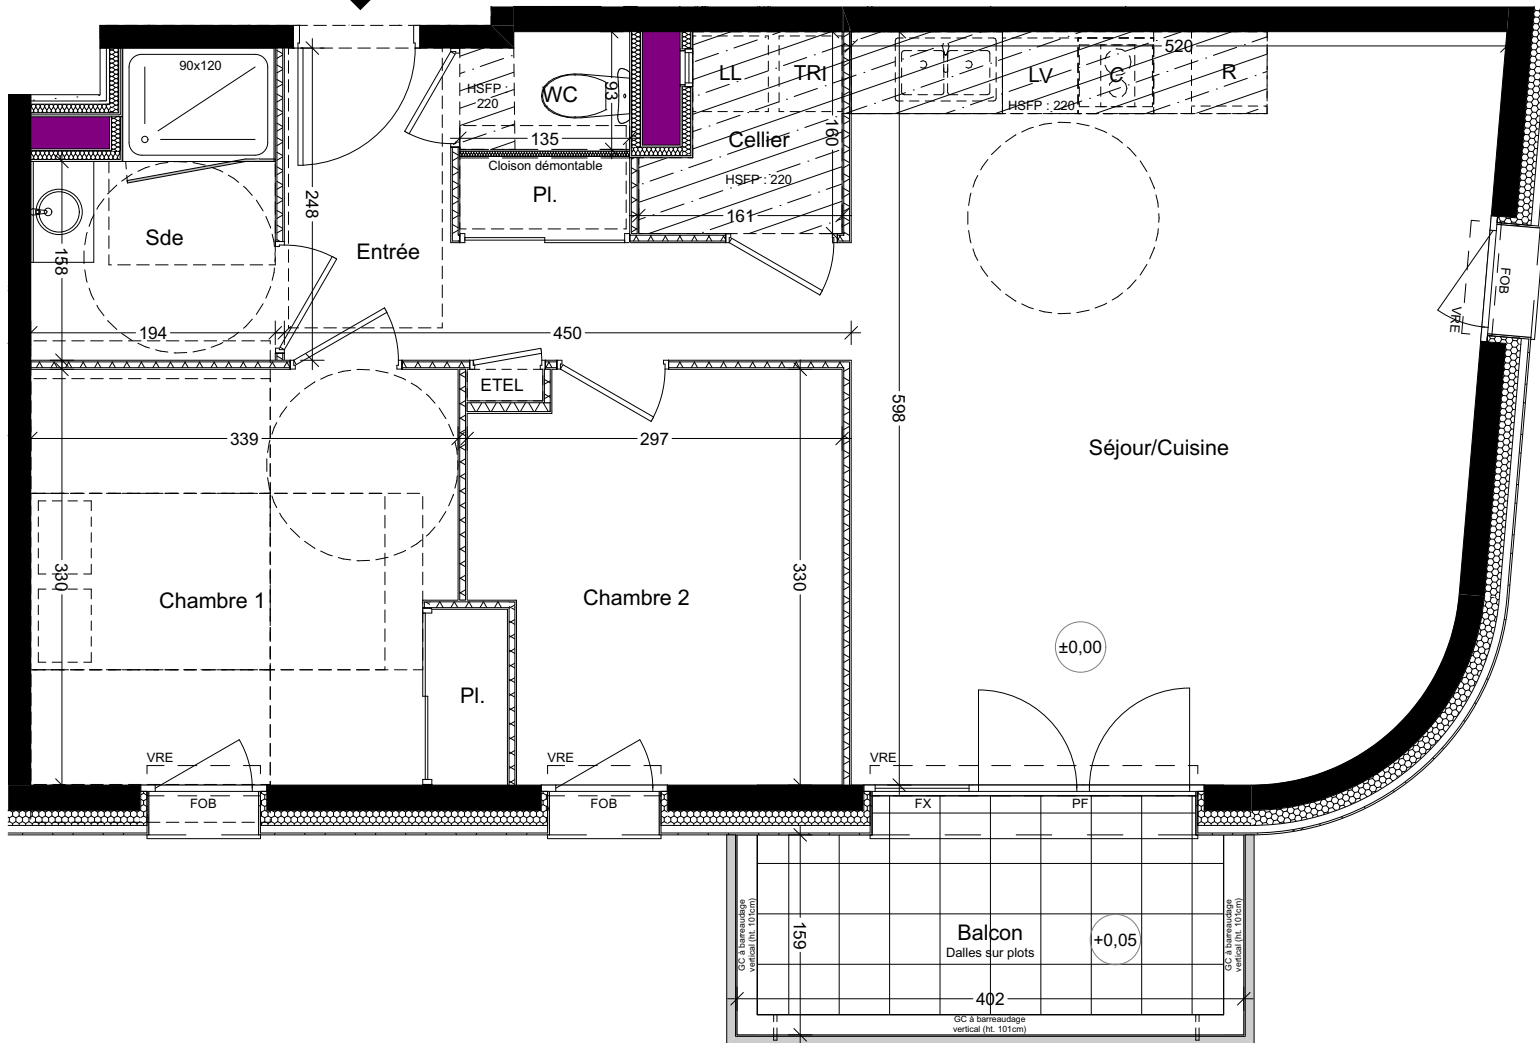 90x120
HSFP :
220
WC
93
LL
TRI
LV
C
R
520
HSFP : 220
135
Cloison démontable
Cellier
160
HSFP : 220
161
Pl.
248
Sde
158
Entrée
194
450
FOB
VRE
ETEL
339
297
598
Séjour/Cuisine
330
Chambre 1
Chambre 2
330
±0,00
Pl.
VRE
VRE
VRE
FOB
FOB
FX
PF
GC à barreaudage
vertical (ht. 101cm)
159
Balcon
Dalles sur plots
+0,05
GC à barreaudage
vertical (ht. 101cm)
402
GC à barreaudage
vertical (ht. 101cm)